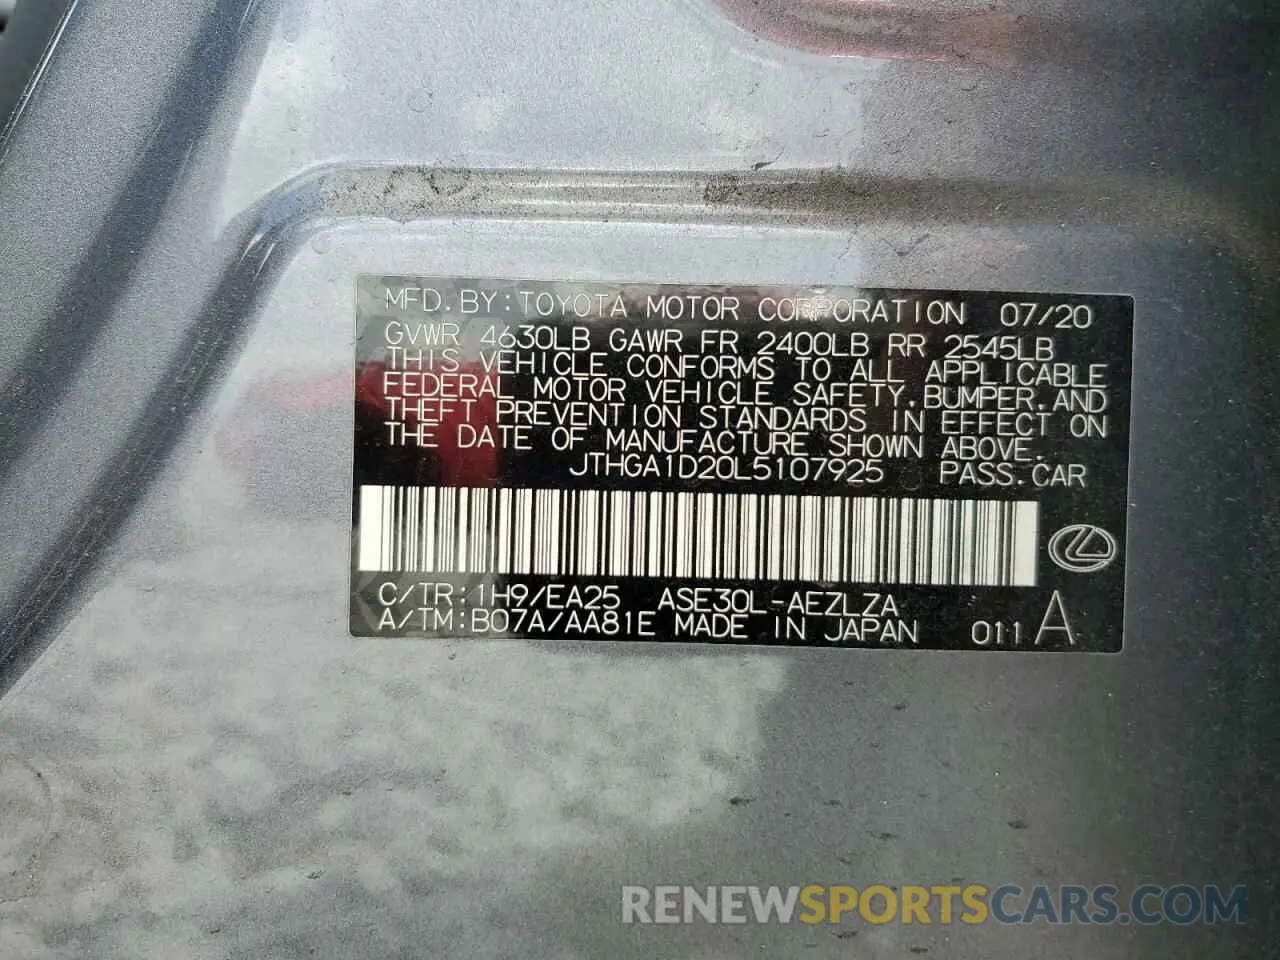 MFD.BY:TOYOTA MOTOR CORPORATION 07/20
GVWR 4630LB GAWR FR 2400LB RR 2545LB
THIS VEHICLE CONFORMS TO ALL APPLICABLE
FEDERAL MOTOR VEHICLE SAFETY,BUMPER,AND
THEFT PREVENTION STANDARDS IN EFFECT ON
THE DATE OF MANUFACTURE SHOWN ABOVE.
JTHGA1D20L5107925 PASS.CAR
C/TR:1H9/EA25 ASE30L-AEZLZA
A/TM:B07A/AA81E MADE IN JAPAN 011 A
RENEWSPORTSCARS.COM